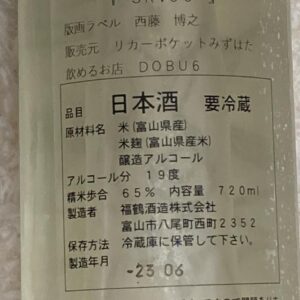 版画ラベル 西藤 博之
販売元 リカーポケットみずはた
飲めるお店 DOBU6
品目 日本酒 要冷蔵
原材料名 米(富山県産)
米麹(富山県産米)
醸造アルコール
アルコール分 19度
精米歩合 65% 内容量 720ml
製造者 福鶴酒造株式会社
富山市八尾町西町2352
保存方法 冷蔵庫に保管して下さい。
製造年月
-23.06